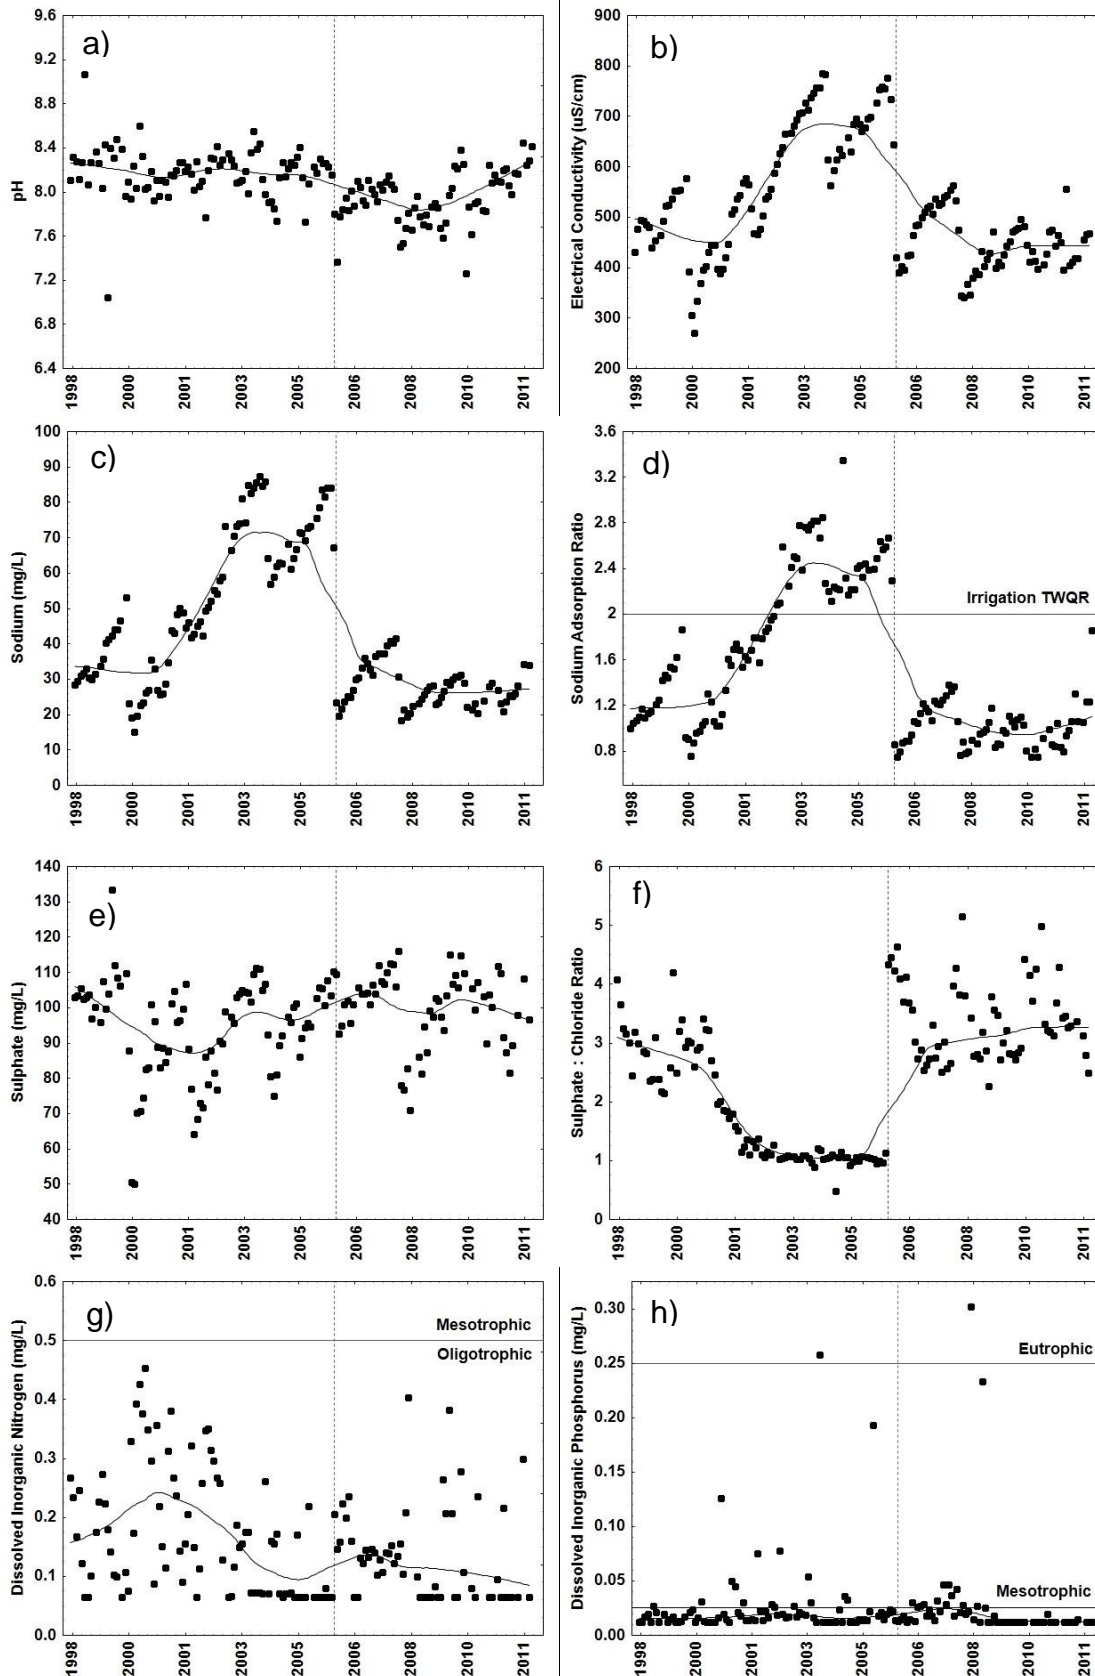 a)
pH
9.6
9.2
8.8
8.4
8.0
7.6
7.2
6.8
6.4
1998 2000 2001 2003 2005 2006 2008 2010 2011
b)
Electrical Conductivity (uS/cm)
900
800
700
600
500
400
300
200
1998 2000 2001 2003 2005 2006 2008 2010 2011
c)
Sodium (mg/L)
100
90
80
70
60
50
40
30
20
10
0
1998 2000 2001 2003 2005 2006 2008 2010 2011
d)
Sodium Adsorption Ratio
3.6
3.2
2.8
2.4
2
1.6
1.2
0.8
Irrigation TWQR
1998 2000 2001 2003 2005 2006 2008 2010 2011
e)
Sulphate (mg/L)
140
130
120
110
100
90
80
70
60
50
40
1998 2000 2001 2003 2005 2006 2008 2010 2011
f)
Sulphate : Chloride Ratio
6
5
4
3
2
1
0
1998 2000 2001 2003 2005 2006 2008 2010 2011
g)
Dissolved Inorganic Nitrogen (mg/L)
0.6
0.5
0.4
0.3
0.2
0.1
0.0
Mesotrophic
Oligotrophic
1998 2000 2001 2003 2005 2006 2008 2010 2011
h)
Dissolved Inorganic Phosphorus (mg/L)
0.30
0.25
0.20
0.15
0.10
0.05
0.00
Eutrophic
Mesotrophic
1998 2000 2001 2003 2005 2006 2008 2010 2011